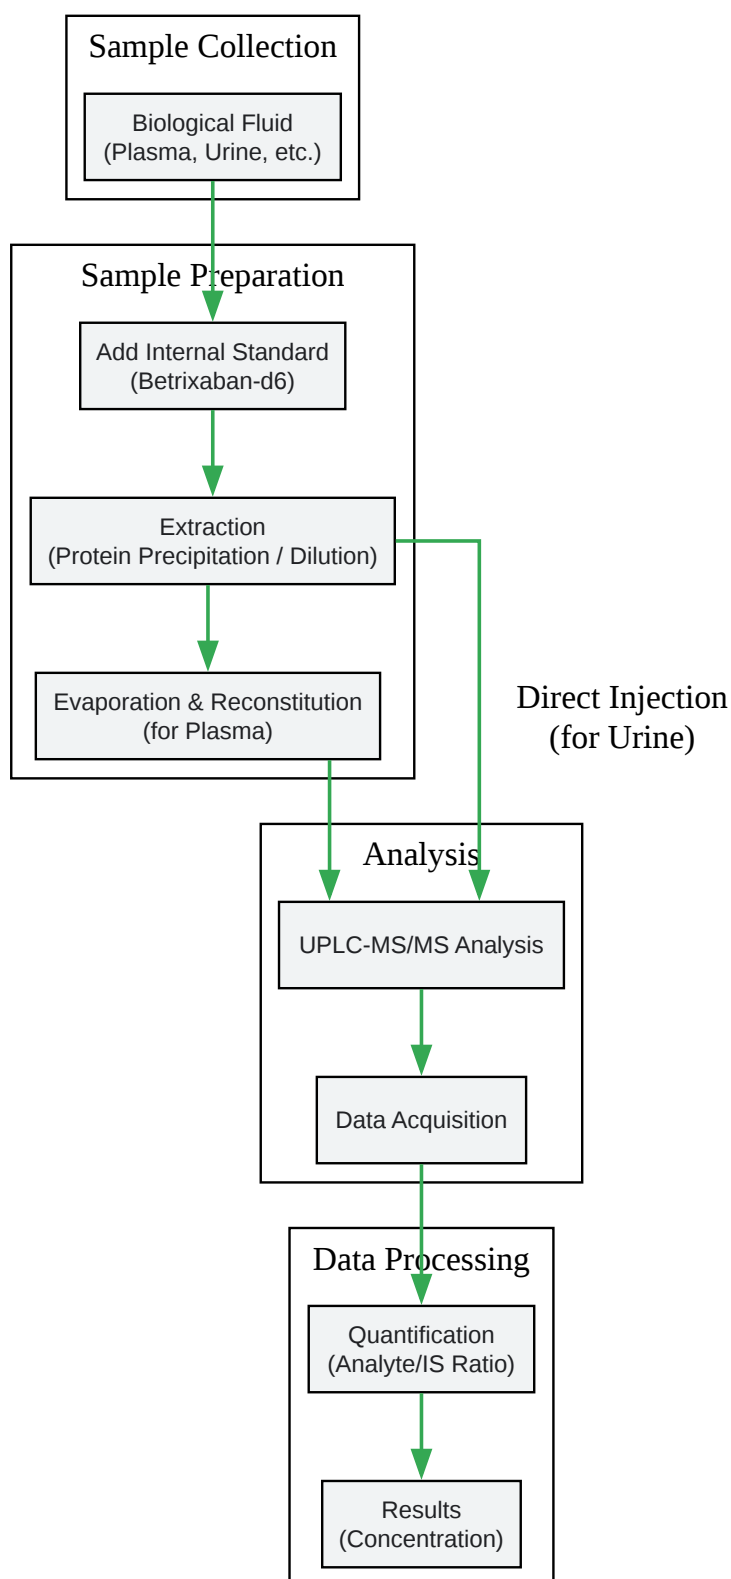 Sample Collection
Biological Fluid
(Plasma, Urine, etc.)
Sample Preparation
Add Internal Standard
(Betrixaban-d6)
Extraction
(Protein Precipitation / Dilution)
Evaporation & Reconstitution
(for Plasma)
Direct Injection
(for Urine)
Analysis
UPLC-MS/MS Analysis
Data Acquisition
Data Processing
Quantification
(Analyte/IS Ratio)
Results
(Concentration)